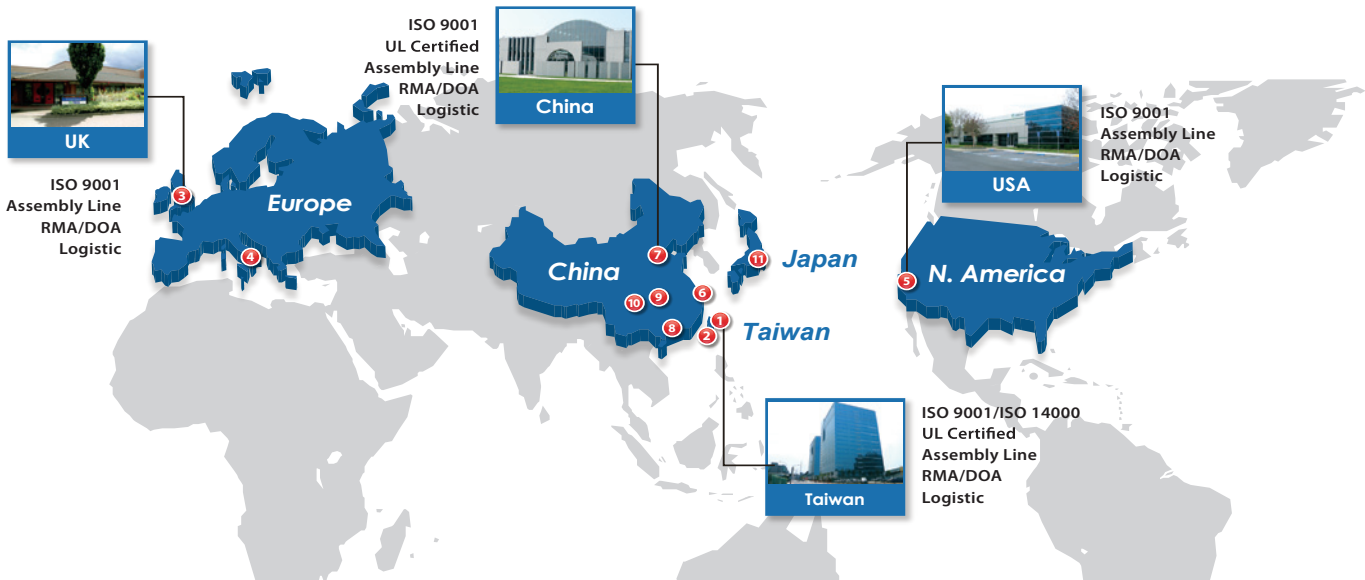 ISO 9001
UL Certified
Assembly Line
RMA/DOA
Logistic
China
UK
ISO 9001
Assembly Line
RMA/DOA
Logistic
USA
ISO 9001
Assembly Line
RMA/DOA
Logistic
3
Europe
4
China
7
10
9
6
8
1
2
11
Japan
Taiwan
5
N. America
Taiwan
ISO 9001/ISO 14000
UL Certified
Assembly Line
RMA/DOA
Logistic